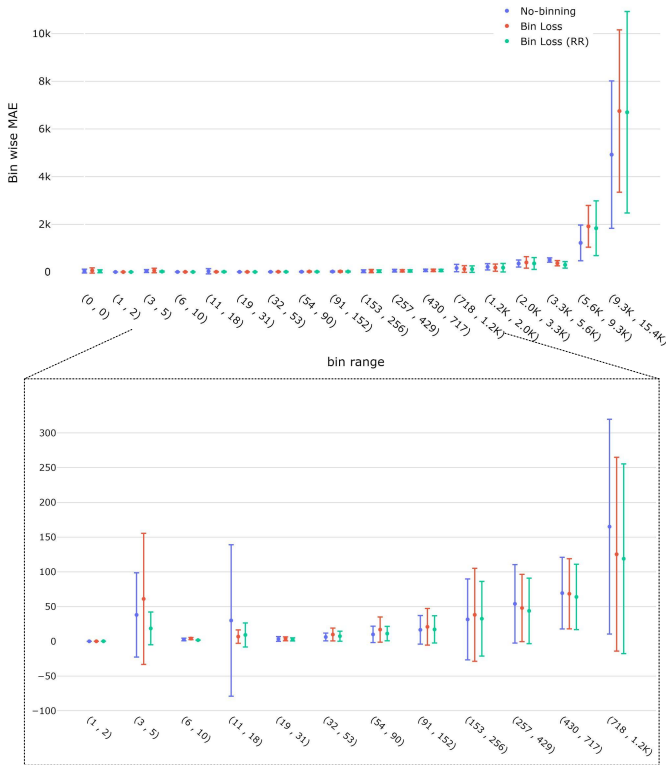 No-binning
Bin Loss
Bin Loss (RR)
10k
8k
6k
4k
2k
0
Bin wise MAE
(0 , 0)
(1 , 2)
(3 , 5)
(6 , 10)
(11 , 18)
(19 , 31)
(32 , 53)
(54 , 90)
(91 , 152)
(153 , 256)
(257 , 429)
(430 , 717)
(718 , 1.2K)
(1.2K , 2.0K)
(2.0K , 3.3K)
(3.3K , 5.6K)
(5.6K , 9.3K)
(9.3K , 15.4K)
bin range
300
250
200
150
100
50
0
−50
−100
(1 , 2)
(3 , 5)
(6 , 10)
(11 , 18)
(19 , 31)
(32 , 53)
(54 , 90)
(91 , 152)
(153 , 256)
(257 , 429)
(430 , 717)
(718 , 1.2K)